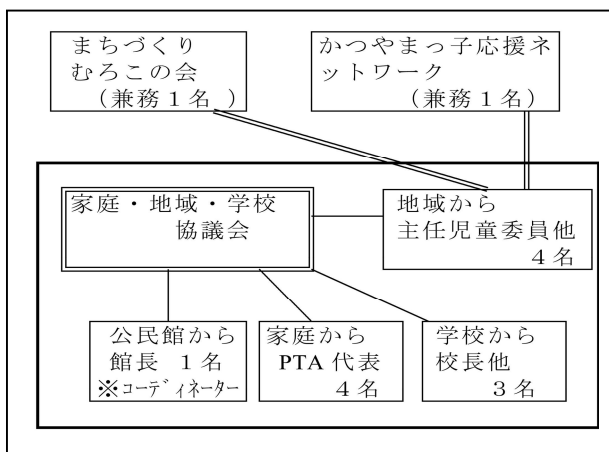 まちづくり
むろこの会
（兼務１名 ）
かつやまっ子応援ネ
ットワーク
（兼務１名）
家庭・地域・学校
協議会
地域から
主任児童委員他
４名
公民館から
館長 １名
※コーディネーター
家庭から
PTA 代表
４名
学校から
校長他
３名